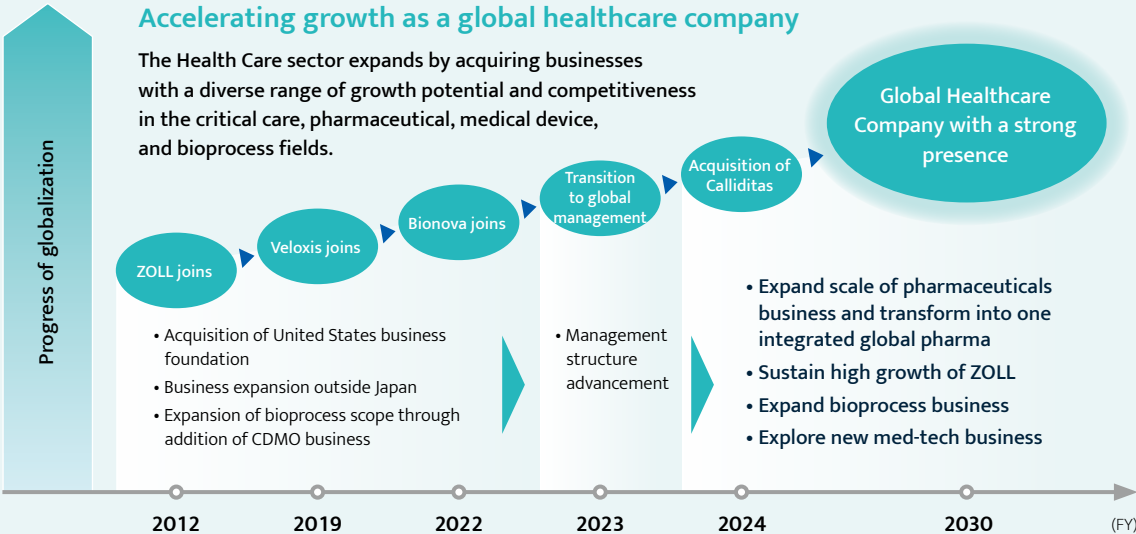 Accelerating growth as a global healthcare company
The Health Care sector expands by acquiring businesses
with a diverse range of growth potential and competitiveness
in the critical care, pharmaceutical, medical device,
and bioprocess fields.
Progress of globalization
ZOLL joins
Veloxis joins
Bionova joins
Transition
to global
management
Acquisition of
Calliditas
Global Healthcare
Company with a strong
presence
• Acquisition of United States business
foundation
• Business expansion outside Japan
• Expansion of bioprocess scope through
addition of CDMO business
• Management
structure
advancement
• Expand scale of pharmaceuticals
business and transform into one
integrated global pharma
• Sustain high growth of ZOLL
• Expand bioprocess business
• Explore new med-tech business
2012 2019 2022 2023 2024 2030 (FY)